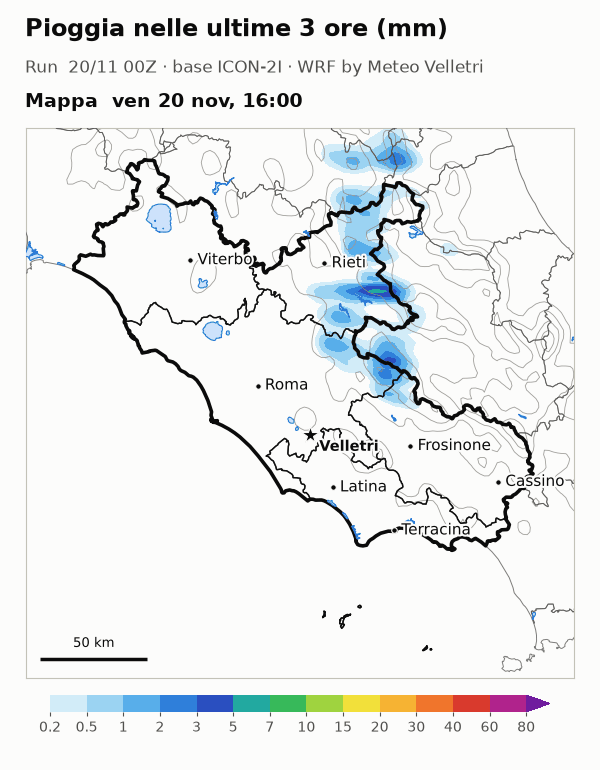 Pioggia nelle ultime 3 ore (mm)
Run 20/11 00Z · base ICON-2I · WRF by Meteo Velletri
Mappa ven 20 nov, 16:00
Viterbo
Rieti
Roma
Velletri
Frosinone
Latina
Cassino
Terracina
50 km
0.2 0.5 1 2 3 5 7 10 15 20 30 40 60 80